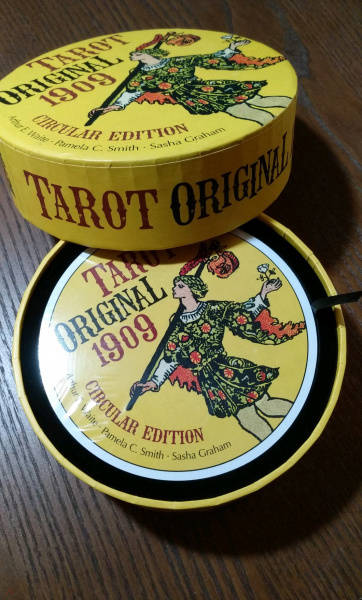 TAROT
ORIGINAL
1909
CIRCULAR EDITION
Arthur E. Waite · Pamela C. Smith · Sasha Graham
TAROT ORIGINAL
TAROT
ORIGINAL
1909
CIRCULAR EDITION
Waite · Pamela C. Smith · Sasha Graham